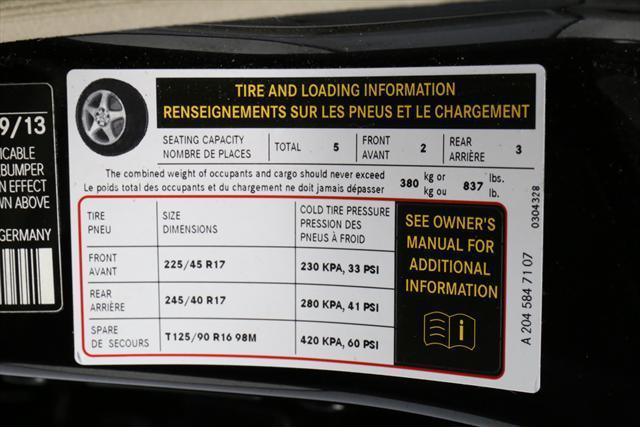 9/13
ICABLE
BUMPER
N EFFECT
WN ABOVE
GERMANY
TIRE AND LOADING INFORMATION
RENSEIGNEMENTS SUR LES PNEUS ET LE CHARGEMENT
SEATING CAPACITY TOTAL 5 FRONT 2 REAR 3
NOMBRE DE PLACES AVANT ARRIÈRE
The combined weight of occupants and cargo should never exceed 380 kg or 837 lbs.
Le poids total des occupants et du chargement ne doit jamais dépasser kg ou lb.
TIRE SIZE COLD TIRE PRESSURE
PNEU DIMENSIONS PRESSION DES
PNEUS À FROID
FRONT 225/45 R17 230 KPA, 33 PSI
AVANT
REAR 245/40 R17 280 KPA, 41 PSI
ARRIÈRE
SPARE T125/90 R16 98M 420 KPA, 60 PSI
DE SECOURS
SEE OWNER'S
MANUAL FOR
ADDITIONAL
INFORMATION
i
0304328
A 204 584 71 07